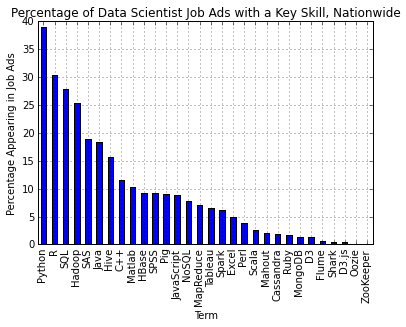 Percentage of Data Scientist Job Ads with a Key Skill, Nationwide
Percentage Appearing in Job Ads
40
35
30
25
20
15
10
5
0
Python
R
SQL
Hadoop
SAS
Java
Hive
C++
Matlab
HBase
SPSS
Pig
JavaScript
NoSQL
MapReduce
Tableau
Spark
Excel
Perl
Scala
Mahout
Cassandra
Ruby
MongoDB
D3
Flume
Shark
D3.js
Oozie
ZooKeeper
Term